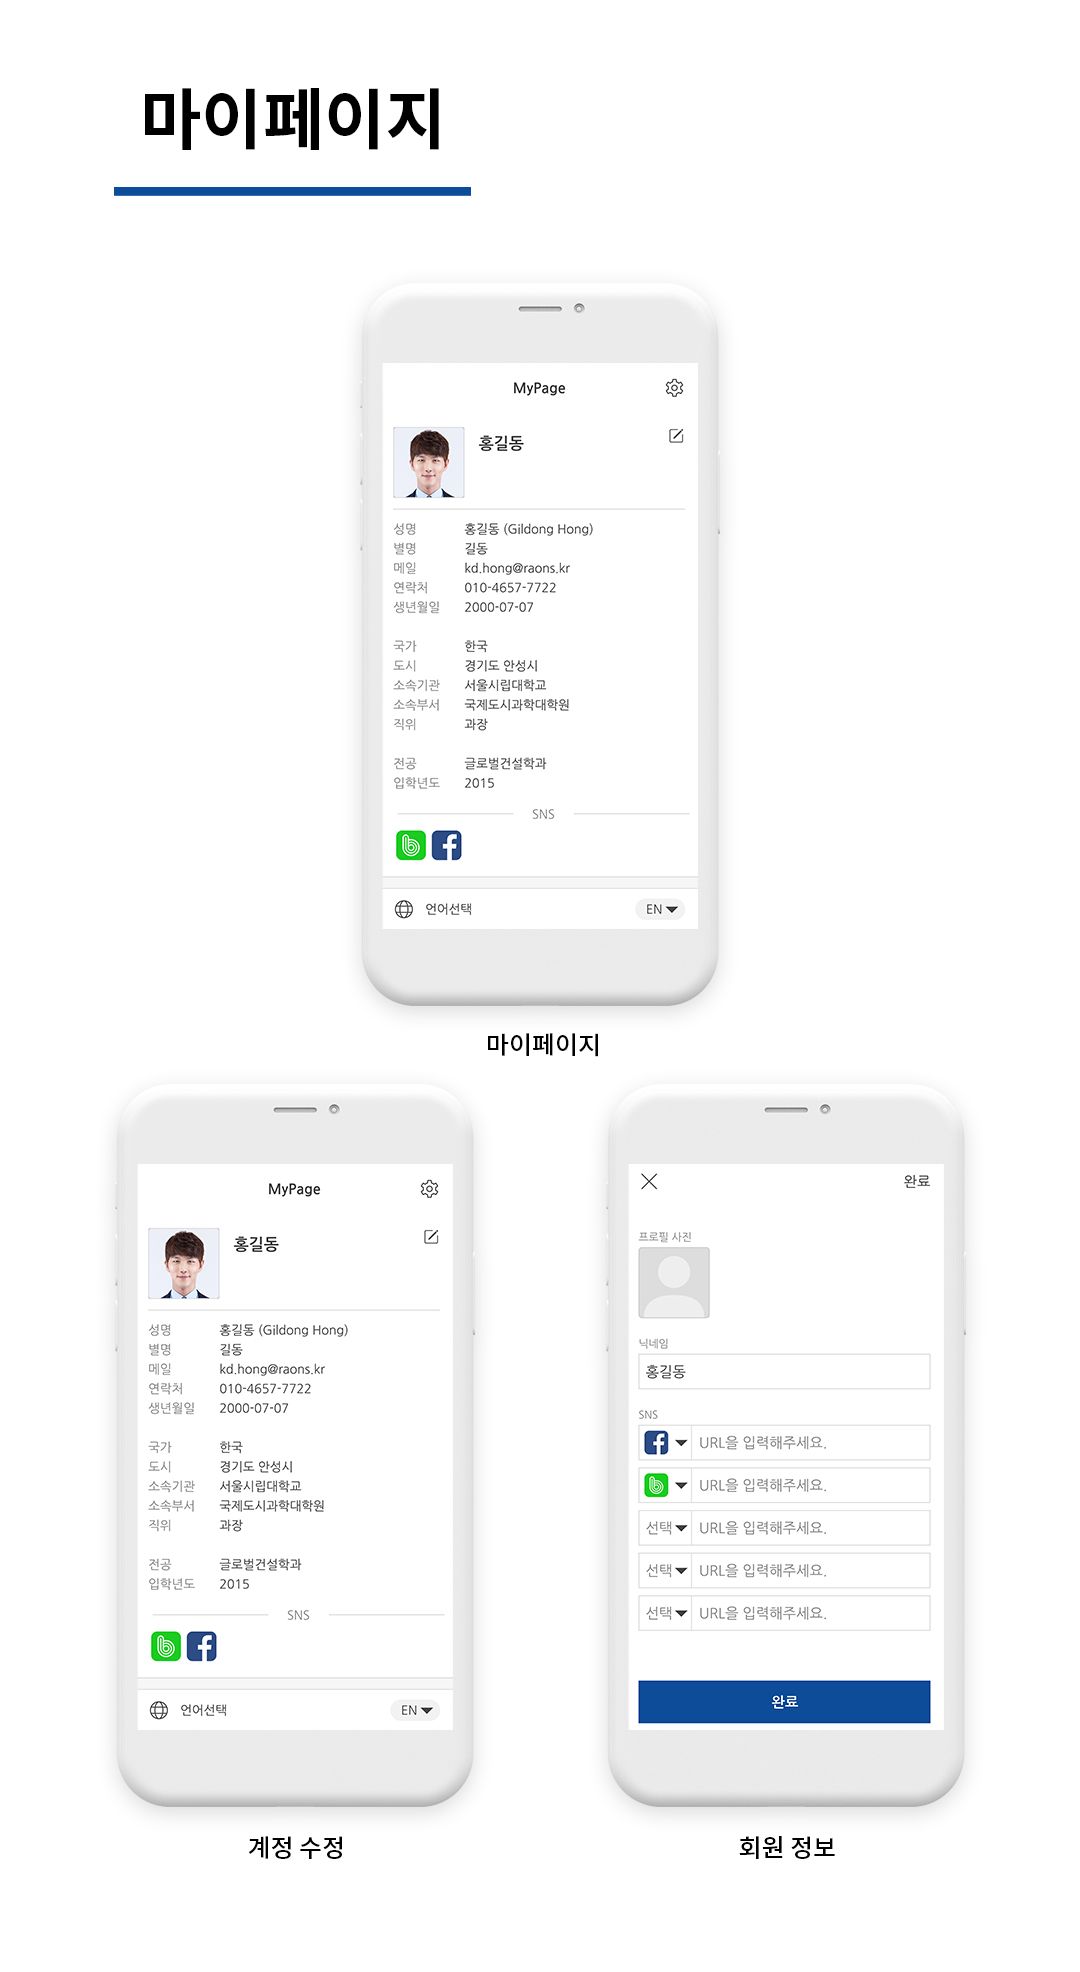 마이페이지
MyPage
홍길동
성명 홍길동 (Gildong Hong)
별명 길동
메일 kd.hong@raons.kr
연락처 010-4657-7722
생년월일 2000-07-07
국가 한국
도시 경기도 안성시
소속기관 서울시립대학교
소속부서 국제도시과학대학원
직위 과장
전공 글로벌건설학과
입학년도 2015
SNS
언어선택 EN
마이페이지
MyPage
홍길동
성명 홍길동 (Gildong Hong)
별명 길동
메일 kd.hong@raons.kr
연락처 010-4657-7722
생년월일 2000-07-07
국가 한국
도시 경기도 안성시
소속기관 서울시립대학교
소속부서 국제도시과학대학원
직위 과장
전공 글로벌건설학과
입학년도 2015
SNS
언어선택 EN
계정 수정
완료
프로필 사진
닉네임
홍길동
SNS
URL을 입력해주세요.
URL을 입력해주세요.
선택 URL을 입력해주세요.
선택 URL을 입력해주세요.
선택 URL을 입력해주세요.
완료
회원 정보